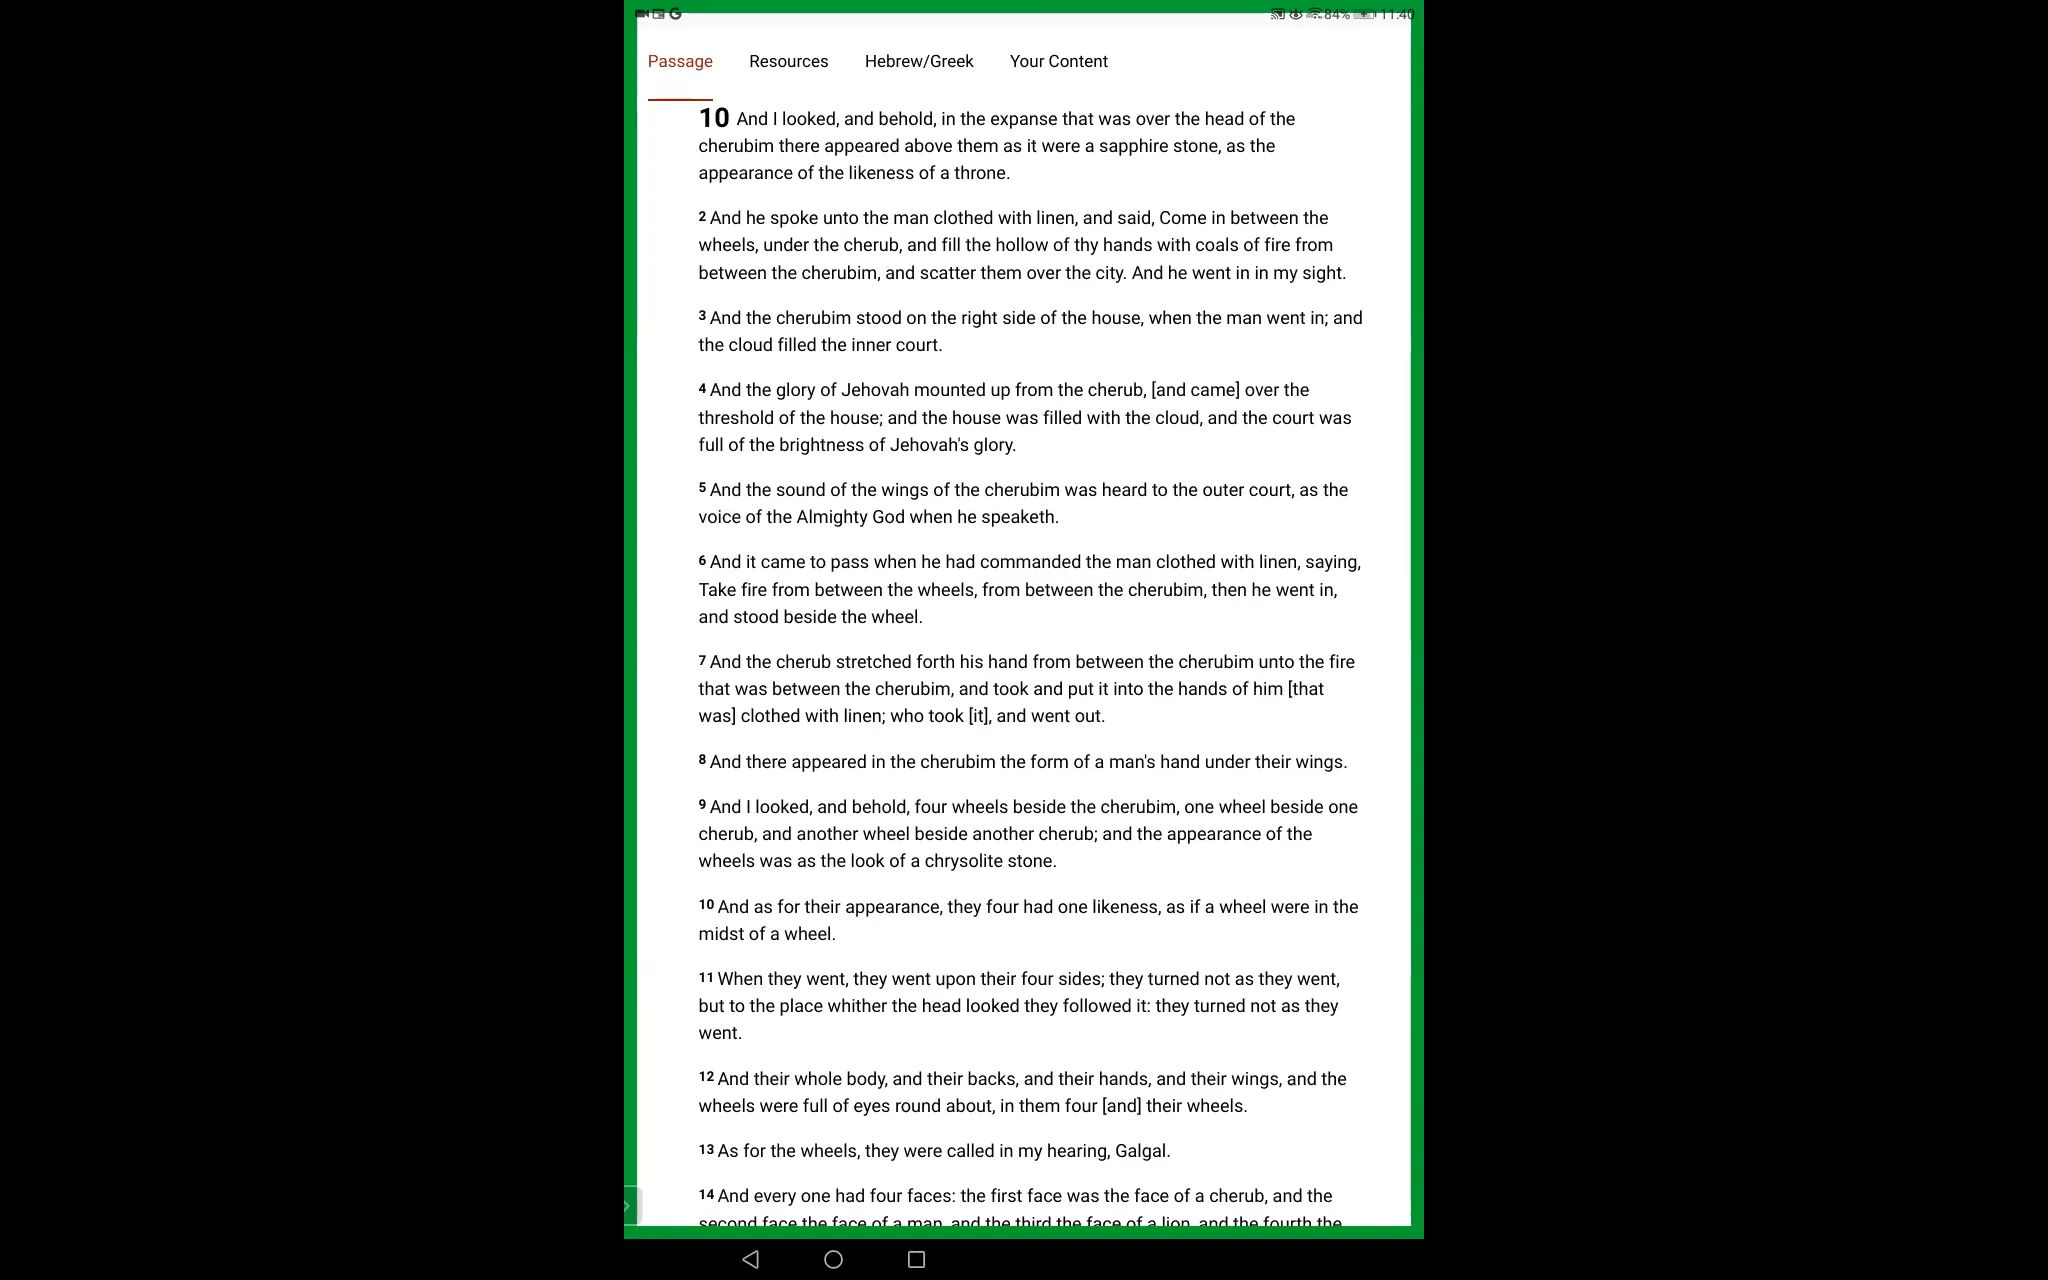 84% 11:40
Passage Resources Hebrew/Greek Your Content
10 And I looked, and behold, in the expanse that was over the head of the
cherubim there appeared above them as it were a sapphire stone, as the
appearance of the likeness of a throne.
2 And he spoke unto the man clothed with linen, and said, Come in between the
wheels, under the cherub, and fill the hollow of thy hands with coals of fire from
between the cherubim, and scatter them over the city. And he went in in my sight.
3 And the cherubim stood on the right side of the house, when the man went in; and
the cloud filled the inner court.
4 And the glory of Jehovah mounted up from the cherub, [and came] over the
threshold of the house; and the house was filled with the cloud, and the court was
full of the brightness of Jehovah's glory.
5 And the sound of the wings of the cherubim was heard to the outer court, as the
voice of the Almighty God when he speaketh.
6 And it came to pass when he had commanded the man clothed with linen, saying,
Take fire from between the wheels, from between the cherubim, then he went in,
and stood beside the wheel.
7 And the cherub stretched forth his hand from between the cherubim unto the fire
that was between the cherubim, and took and put it into the hands of him [that
was] clothed with linen; who took [it], and went out.
8 And there appeared in the cherubim the form of a man's hand under their wings.
9 And I looked, and behold, four wheels beside the cherubim, one wheel beside one
cherub, and another wheel beside another cherub; and the appearance of the
wheels was as the look of a chrysolite stone.
10 And as for their appearance, they four had one likeness, as if a wheel were in the
midst of a wheel.
11 When they went, they went upon their four sides; they turned not as they went,
but to the place whither the head looked they followed it: they turned not as they
went.
12 And their whole body, and their backs, and their hands, and their wings, and the
wheels were full of eyes round about, in them four [and] their wheels.
13 As for the wheels, they were called in my hearing, Galgal.
14 And every one had four faces: the first face was the face of a cherub, and the
second face the face of a man, and the third the face of a lion, and the fourth the